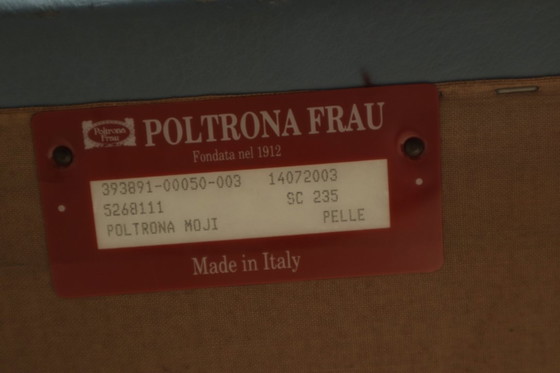 Poltrona
Frau
POLTRONA FRAU
Fondata nel 1912
393891-00050-003 14072003
5268111 SC 235
POLTRONA MOJI PELLE
Made in Italy